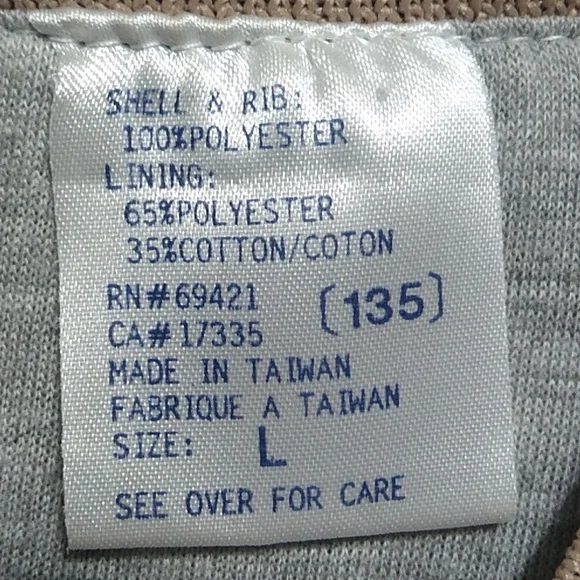 SHELL & RIB:
100%POLYESTER
LINING:
65%POLYESTER
35%COTTON/COTON
RN#69421 [135]
CA#17335
MADE IN TAIWAN
FABRIQUE A TAIWAN
SIZE: L
SEE OVER FOR CARE